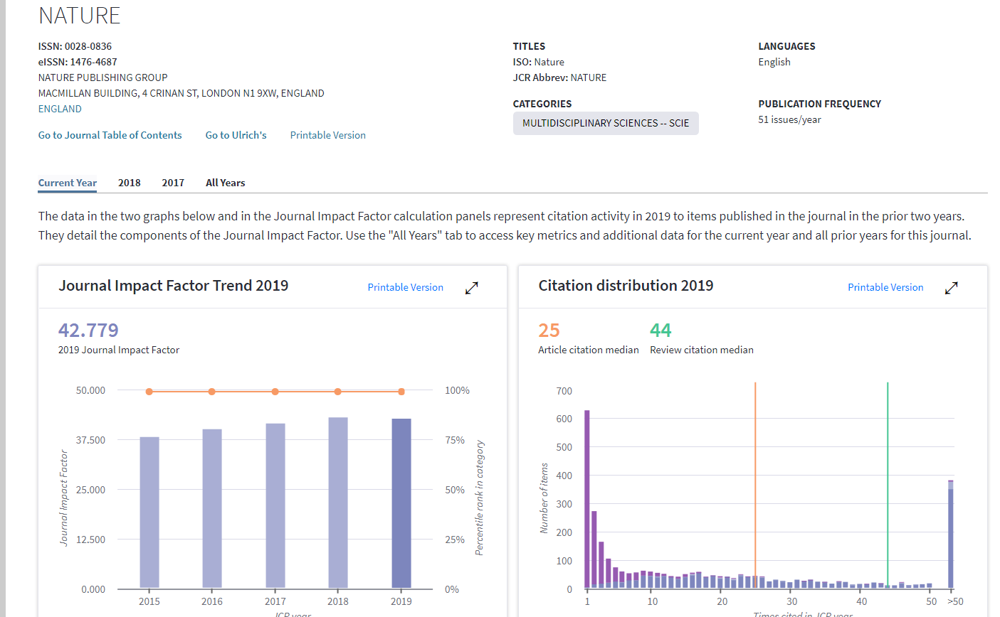 NATURE
ISSN: 0028-0836
eISSN: 1476-4687
NATURE PUBLISHING GROUP
MACMILLAN BUILDING, 4 CRINAN ST, LONDON N1 9XW, ENGLAND
ENGLAND
Go to Journal Table of Contents Go to Ulrich's Printable Version
TITLES
ISO: Nature
JCR Abbrev: NATURE
CATEGORIES
MULTIDISCIPLINARY SCIENCES -- SCIE
LANGUAGES
English
PUBLICATION FREQUENCY
51 issues/year
Current Year 2018 2017 All Years
The data in the two graphs below and in the Journal Impact Factor calculation panels represent citation activity in 2019 to items published in the journal in the prior two years.
They detail the components of the Journal Impact Factor. Use the "All Years" tab to access key metrics and additional data for the current year and all prior years for this journal.
Journal Impact Factor Trend 2019 Printable Version
42.779
2019 Journal Impact Factor
50.000 100%
37.500 75%
25.000 50%
12.500 25%
0.000 0%
Journal Impact Factor
Percentile rank in category
2015 2016 2017 2018 2019
JCR year
Citation distribution 2019 Printable Version
25 44
Article citation median Review citation median
700
600
500
400
300
200
100
0
Number of items
1 10 20 30 40 50 >50
Times cited in JCR year